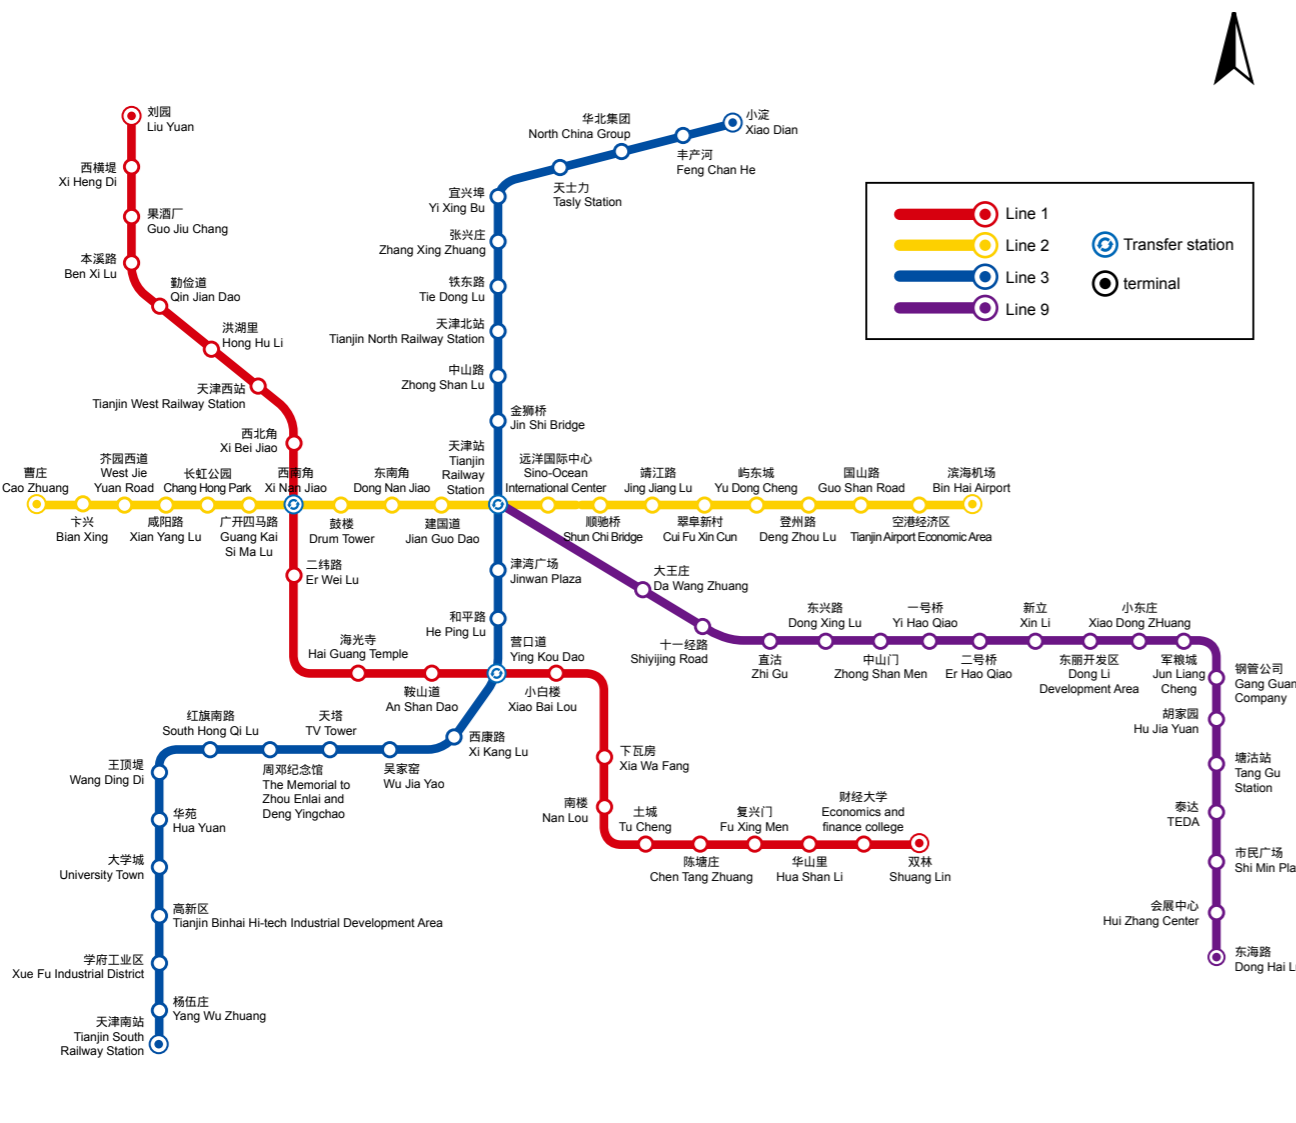 刘园
Liu Yuan
西横堤
Xi Heng Di
果酒厂
Guo Jiu Chang
本溪路
Ben Xi Lu
勤俭道
Qin Jian Dao
洪湖里
Hong Hu Li
天津西站
Tianjin West Railway Station
西北角
Xi Bei Jiao
西南角
Xi Nan Jiao
二纬路
Er Wei Lu
海光寺
Hai Guang Temple
鞍山道
An Shan Dao
营口道
Ying Kou Dao
小白楼
Xiao Bai Lou
下瓦房
Xia Wa Fang
南楼
Nan Lou
土城
Tu Cheng
陈塘庄
Chen Tang Zhuang
复兴门
Fu Xing Men
华山里
Hua Shan Li
财经大学
Economics and
finance college
双林
Shuang Lin
小淀
Xiao Dian
丰产河
Feng Chan He
华北集团
North China Group
天士力
Tasly Station
宜兴埠
Yi Xing Bu
张兴庄
Zhang Xing Zhuang
铁东路
Tie Dong Lu
天津北站
Tianjin North Railway Station
中山路
Zhong Shan Lu
金狮桥
Jin Shi Bridge
天津站
Tianjin
Railway
Station
津湾广场
Jinwan Plaza
和平路
He Ping Lu
西康路
Xi Kang Lu
吴家窑
Wu Jia Yao
天塔
TV Tower
周邓纪念馆
The Memorial to
Zhou Enlai and
Deng Yingchao
红旗南路
South Hong Qi Lu
王顶堤
Wang Ding Di
华苑
Hua Yuan
大学城
University Town
高新区
Tianjin Binhai Hi-tech Industrial Development Area
学府工业区
Xue Fu Industrial District
杨伍庄
Yang Wu Zhuang
天津南站
Tianjin South
Railway Station
曹庄
Cao Zhuang
卞兴
Bian Xing
芥园西道
West Jie
Yuan Road
咸阳路
Xian Yang Lu
长虹公园
Chang Hong Park
广开四马路
Guang Kai
Si Ma Lu
鼓楼
Drum Tower
东南角
Dong Nan Jiao
建国道
Jian Guo Dao
远洋国际中心
Sino-Ocean
International Center
顺驰桥
Shun Chi Bridge
靖江路
Jing Jiang Lu
翠阜新村
Cui Fu Xin Cun
屿东城
Yu Dong Cheng
登州路
Deng Zhou Lu
国山路
Guo Shan Road
空港经济区
Tianjin Airport Economic Area
滨海机场
Bin Hai Airport
大王庄
Da Wang Zhuang
十一经路
Shiyijing Road
直沽
Zhi Gu
东兴路
Dong Xing Lu
中山门
Zhong Shan Men
一号桥
Yi Hao Qiao
二号桥
Er Hao Qiao
新立
Xin Li
东丽开发区
Dong Li
Development Area
小东庄
Xiao Dong ZHuang
军粮城
Jun Liang
Cheng
钢管公司
Gang Guan
Company
胡家园
Hu Jia Yuan
塘沽站
Tang Gu
Station
泰达
TEDA
市民广场
Shi Min Pla
会展中心
Hui Zhang Center
东海路
Dong Hai L
Line 1
Line 2
Line 3
Line 9
Transfer station
terminal